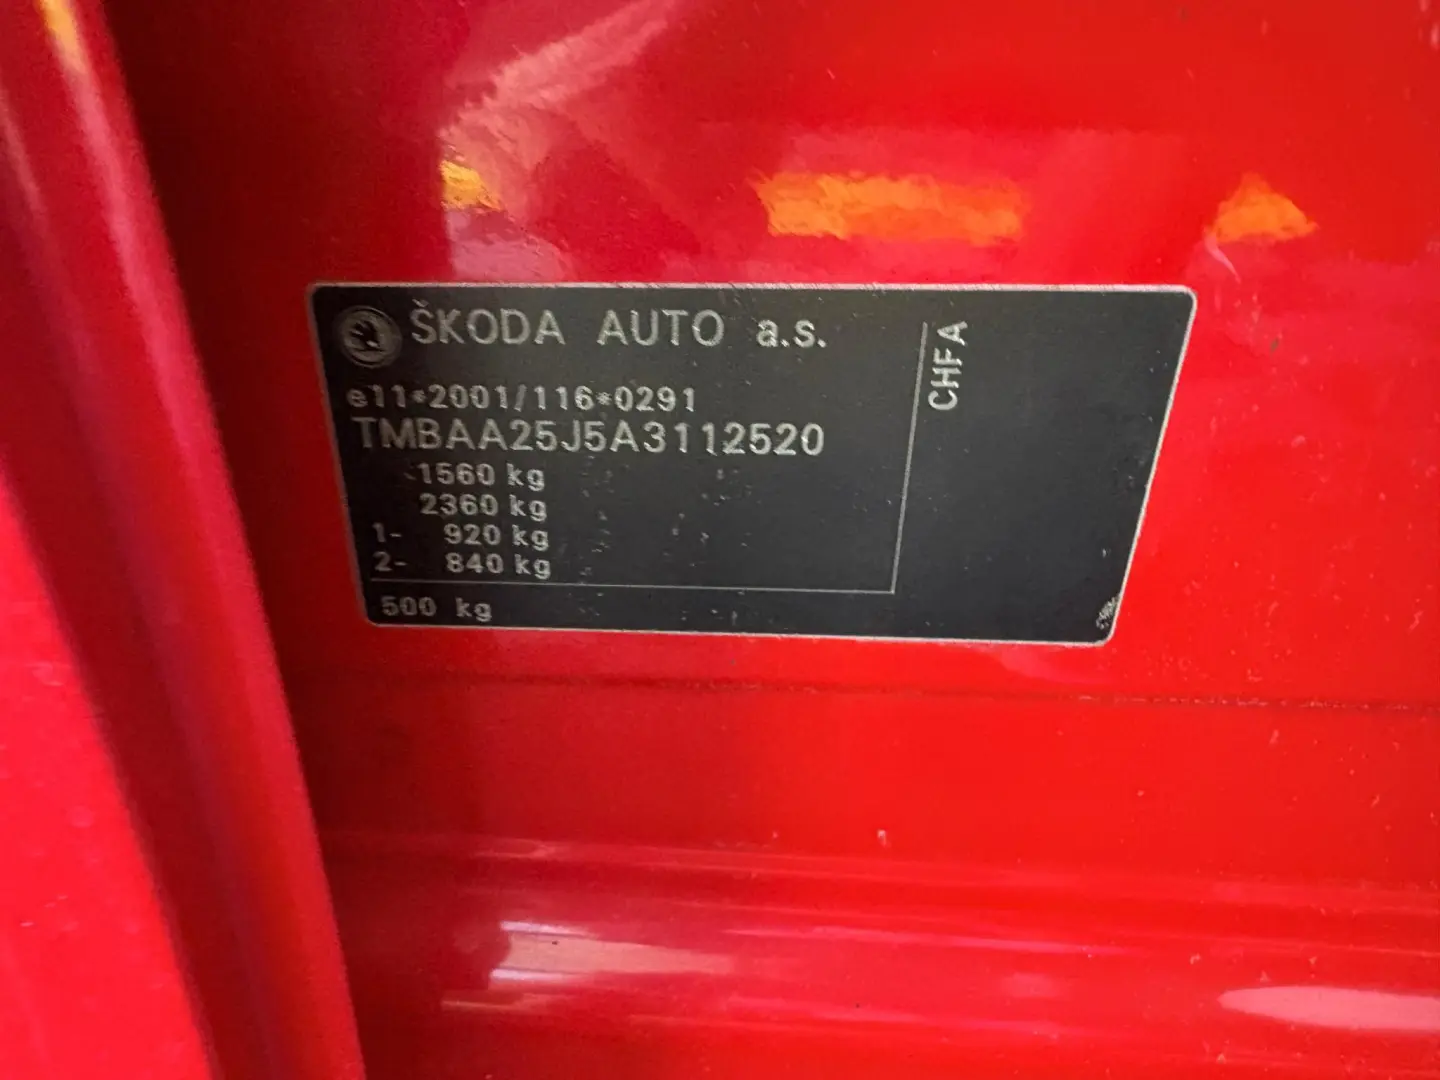 ŠKODA AUTO a.s.
e11*2001/116*0291
TMBAA25J5A3112520
1560 kg
2360 kg
1- 920 kg
2- 840 kg
500 kg
CHFA